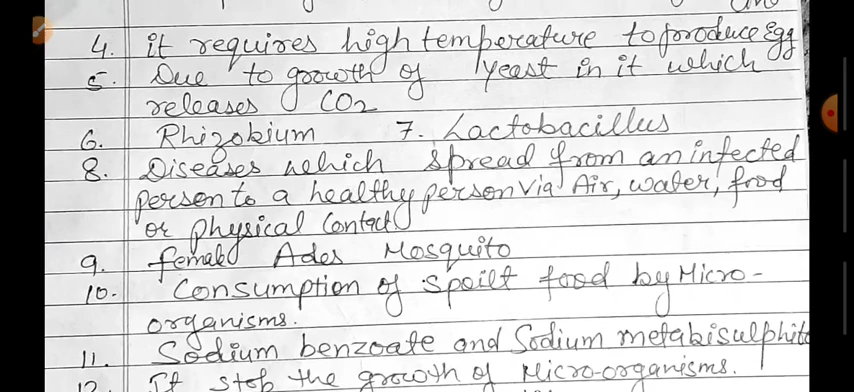 4. it requires high temperature to produce Egg
5. Due to growth of yeast in it which
releases CO2
6. Rhizobium 7. Lactobacillus
8. Diseases which spread from an infected
person to a healthy person via Air, water, food
or physical Contact
9. female Ades Mosquito
10. Consumption of spoilt food by Micro-
organisms.
11. Sodium benzoate and Sodium metabisulphite
12. It stop the growth of Micro-organisms.